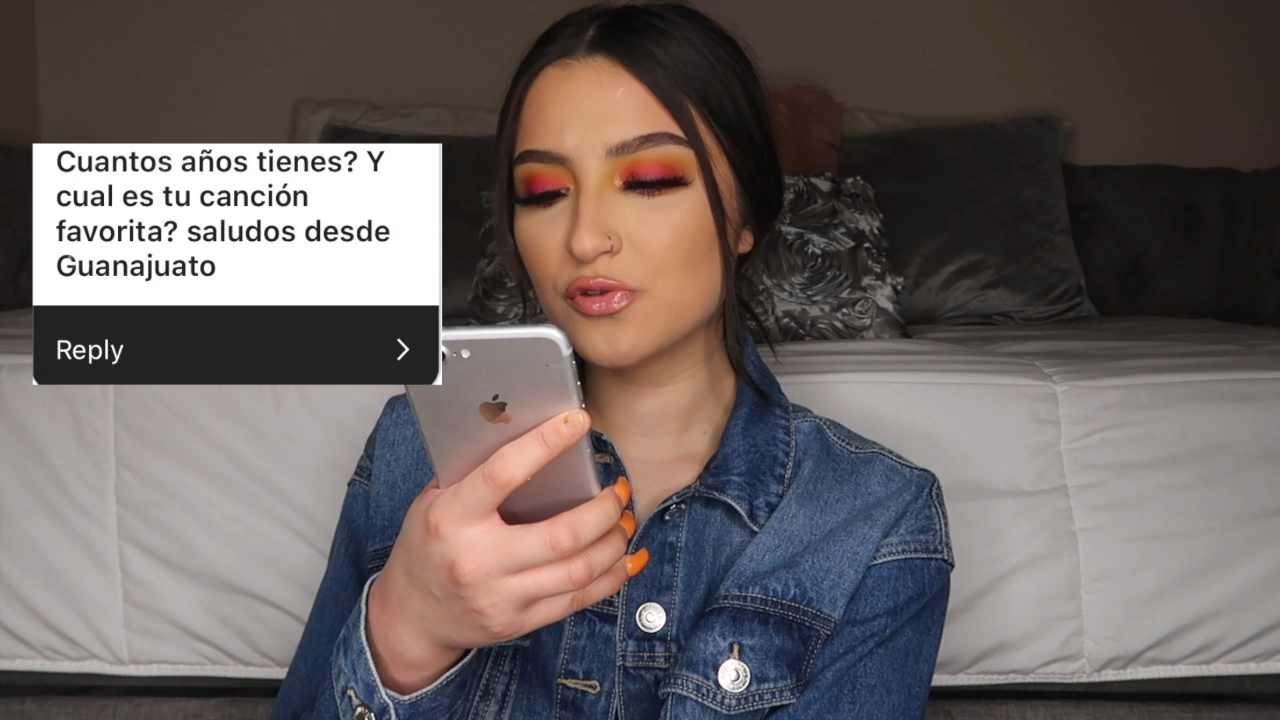 Cuantos años tienes? Y
cual es tu canción
favorita? saludos desde
Guanajuato
Reply